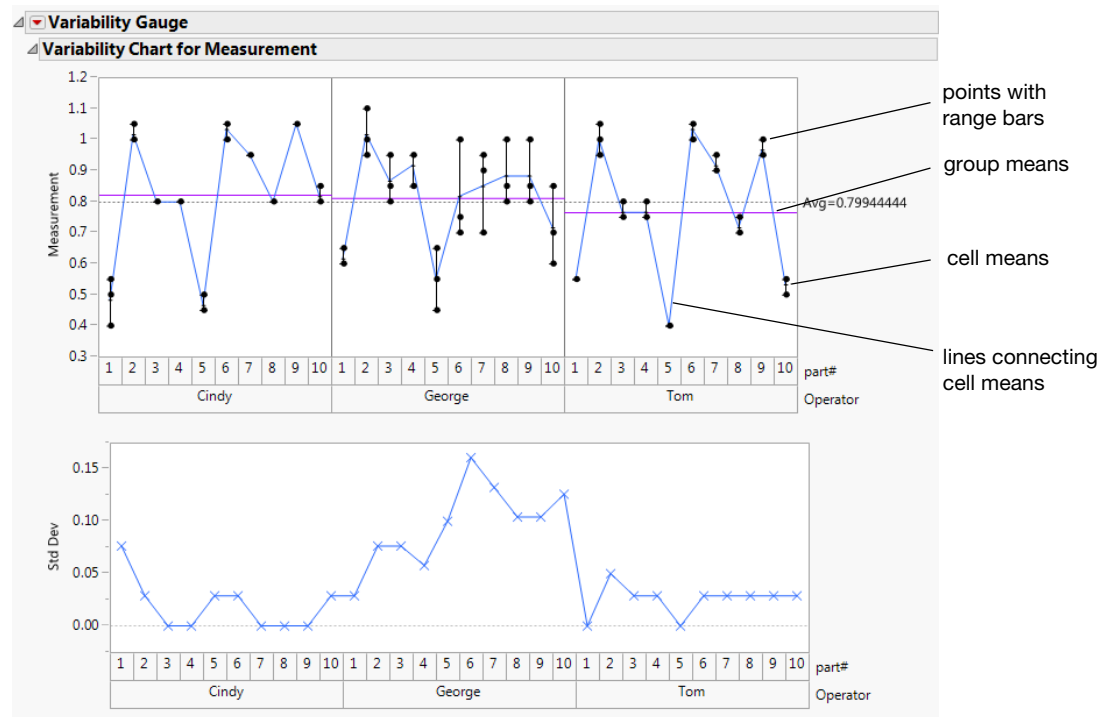 Variability Gauge
Variability Chart for Measurement
1.2
1.1
1
0.9
0.8
0.7
0.6
0.5
0.4
0.3
Measurement
Avg=0.79944444
points with
range bars
group means
cell means
lines connecting
cell means
1 2 3 4 5 6 7 8 9 10 1 2 3 4 5 6 7 8 9 10 1 2 3 4 5 6 7 8 9 10 part#
Cindy George Tom Operator
0.15
0.10
0.05
0.00
Std Dev
1 2 3 4 5 6 7 8 9 10 1 2 3 4 5 6 7 8 9 10 1 2 3 4 5 6 7 8 9 10 part#
Cindy George Tom Operator